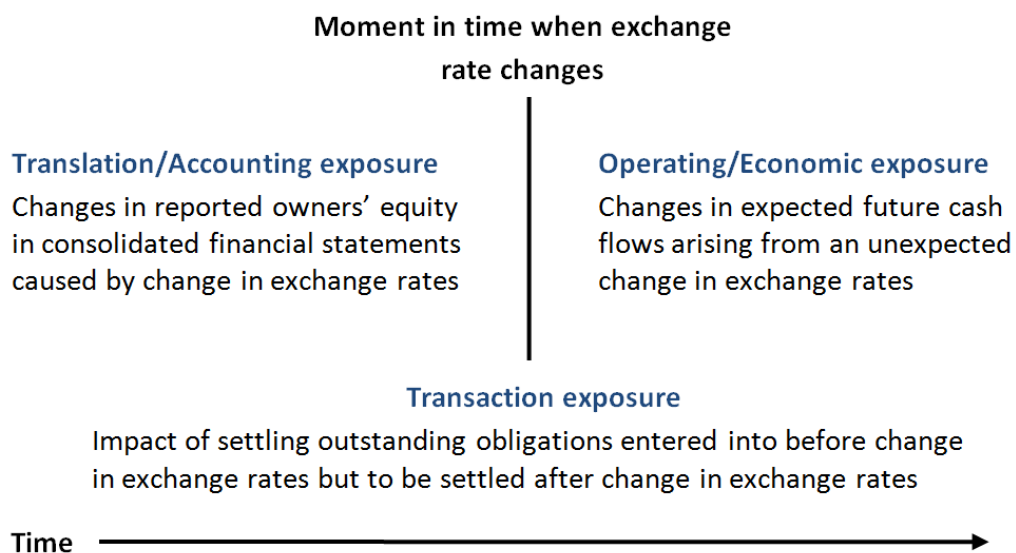 Moment in time when exchange
rate changes
Translation/Accounting exposure
Changes in reported owners’ equity
in consolidated financial statements
caused by change in exchange rates
Operating/Economic exposure
Changes in expected future cash
flows arising from an unexpected
change in exchange rates
Transaction exposure
Impact of settling outstanding obligations entered into before change
in exchange rates but to be settled after change in exchange rates
Time